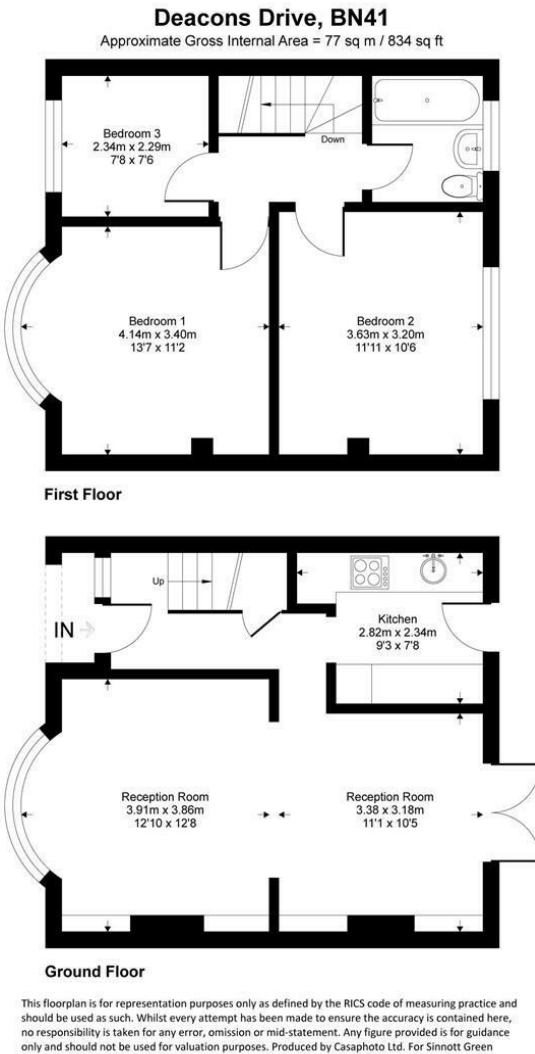 Deacons Drive, BN41
Approximate Gross Internal Area = 77 sq m / 834 sq ft
Bedroom 3
2.34m x 2.29m
7'8 x 7'6
Down
Bedroom 1
4.14m x 3.40m
13'7 x 11'2
Bedroom 2
3.63m x 3.20m
11'11 x 10'6
First Floor
Up
IN
Kitchen
2.82m x 2.34m
9'3 x 7'8
Reception Room
3.91m x 3.86m
12'10 x 12'8
Reception Room
3.38 x 3.18m
11'1 x 10'5
Ground Floor
This floorplan is for representation purposes only as defined by the RICS code of measuring practice and
should be used as such. Whilst every attempt has been made to ensure the accuracy is contained here,
no responsibility is taken for any error, omission or mid-statement. Any figure provided is for guidance
only and should not be used for valuation purposes. Produced by Casaphoto Ltd. For Sinnott Green